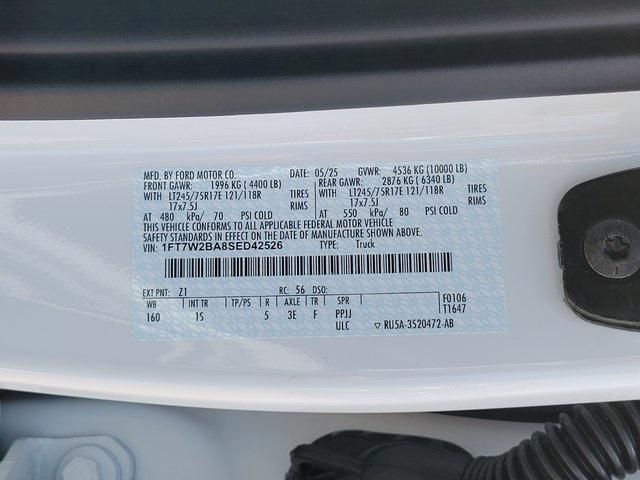 MFD. BY FORD MOTOR CO. DATE: 05/25 GVWR: 4536 KG (10000 LB)
FRONT GAWR: 1996 KG ( 4400 LB) REAR GAWR: 2876 KG ( 6340 LB)
WITH LT245/75R17E 121/118R TIRES WITH LT245/75R17E 121/118R TIRES
17x7.5J RIMS 17x7.5J RIMS
AT 480 kPa/ 70 PSI COLD AT 550 kPa/ 80 PSI COLD
THIS VEHICLE CONFORMS TO ALL APPLICABLE FEDERAL MOTOR VEHICLE
SAFETY STANDARDS IN EFFECT ON THE DATE OF MANUFACTURE SHOWN ABOVE.
VIN: 1FT7W2BA8SED42526 TYPE: Truck
EXT PNT: Z1 RC: 56 DSO:
WB INT TR TP/PS R AXLE TR SPR F0106
160 1S 5 3E F PPJJ T1647
ULC ▽ RU5A-3520472-AB